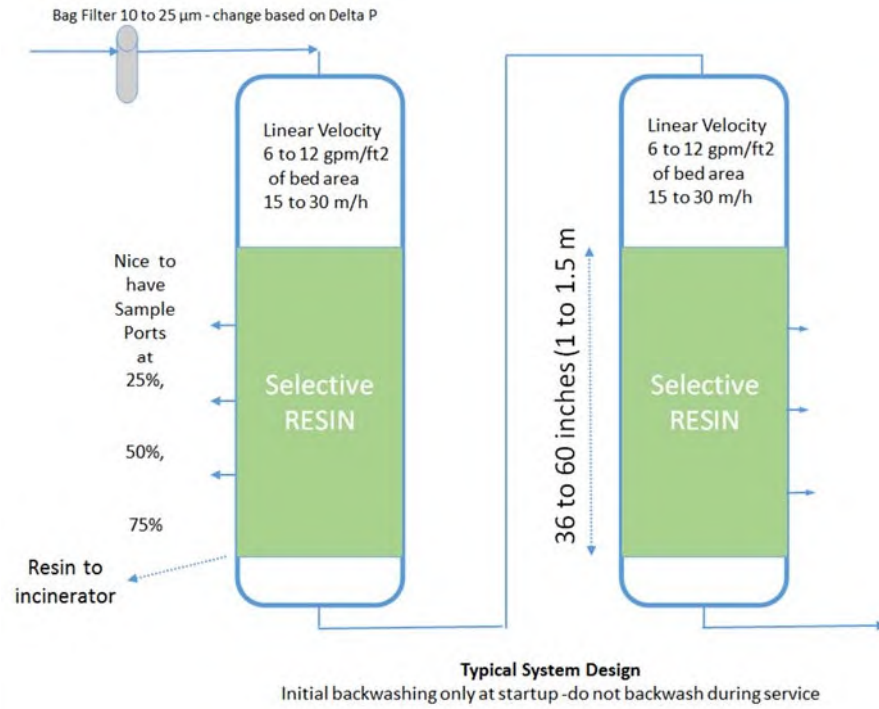 Bag Filter 10 to 25 µm - change based on Delta P
Linear Velocity
6 to 12 gpm/ft2
of bed area
15 to 30 m/h
Linear Velocity
6 to 12 gpm/ft2
of bed area
15 to 30 m/h
Nice to
have
Sample
Ports
at
25%,
50%,
75%
Selective
RESIN
36 to 60 inches (1 to 1.5 m
Selective
RESIN
Resin to
incinerator
Typical System Design
Initial backwashing only at startup -do not backwash during service